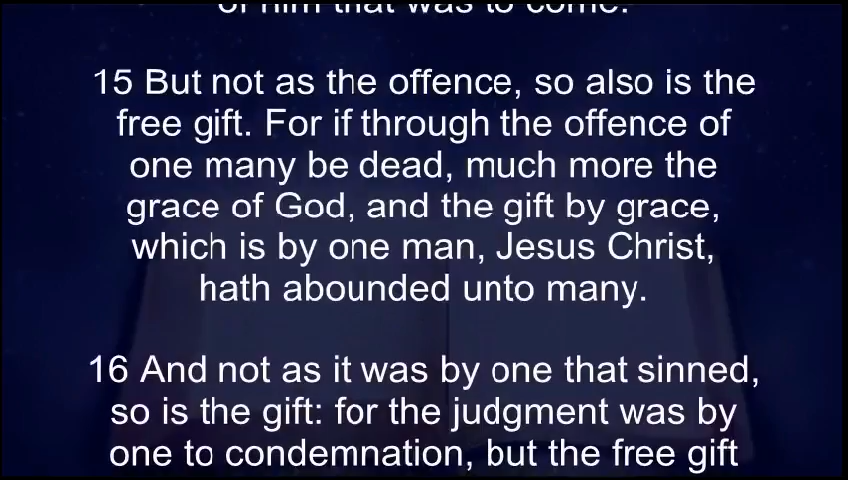 of him that was to come.
15 But not as the offence, so also is the
free gift. For if through the offence of
one many be dead, much more the
grace of God, and the gift by grace,
which is by one man, Jesus Christ,
hath abounded unto many.
16 And not as it was by one that sinned,
so is the gift: for the judgment was by
one to condemnation, but the free gift